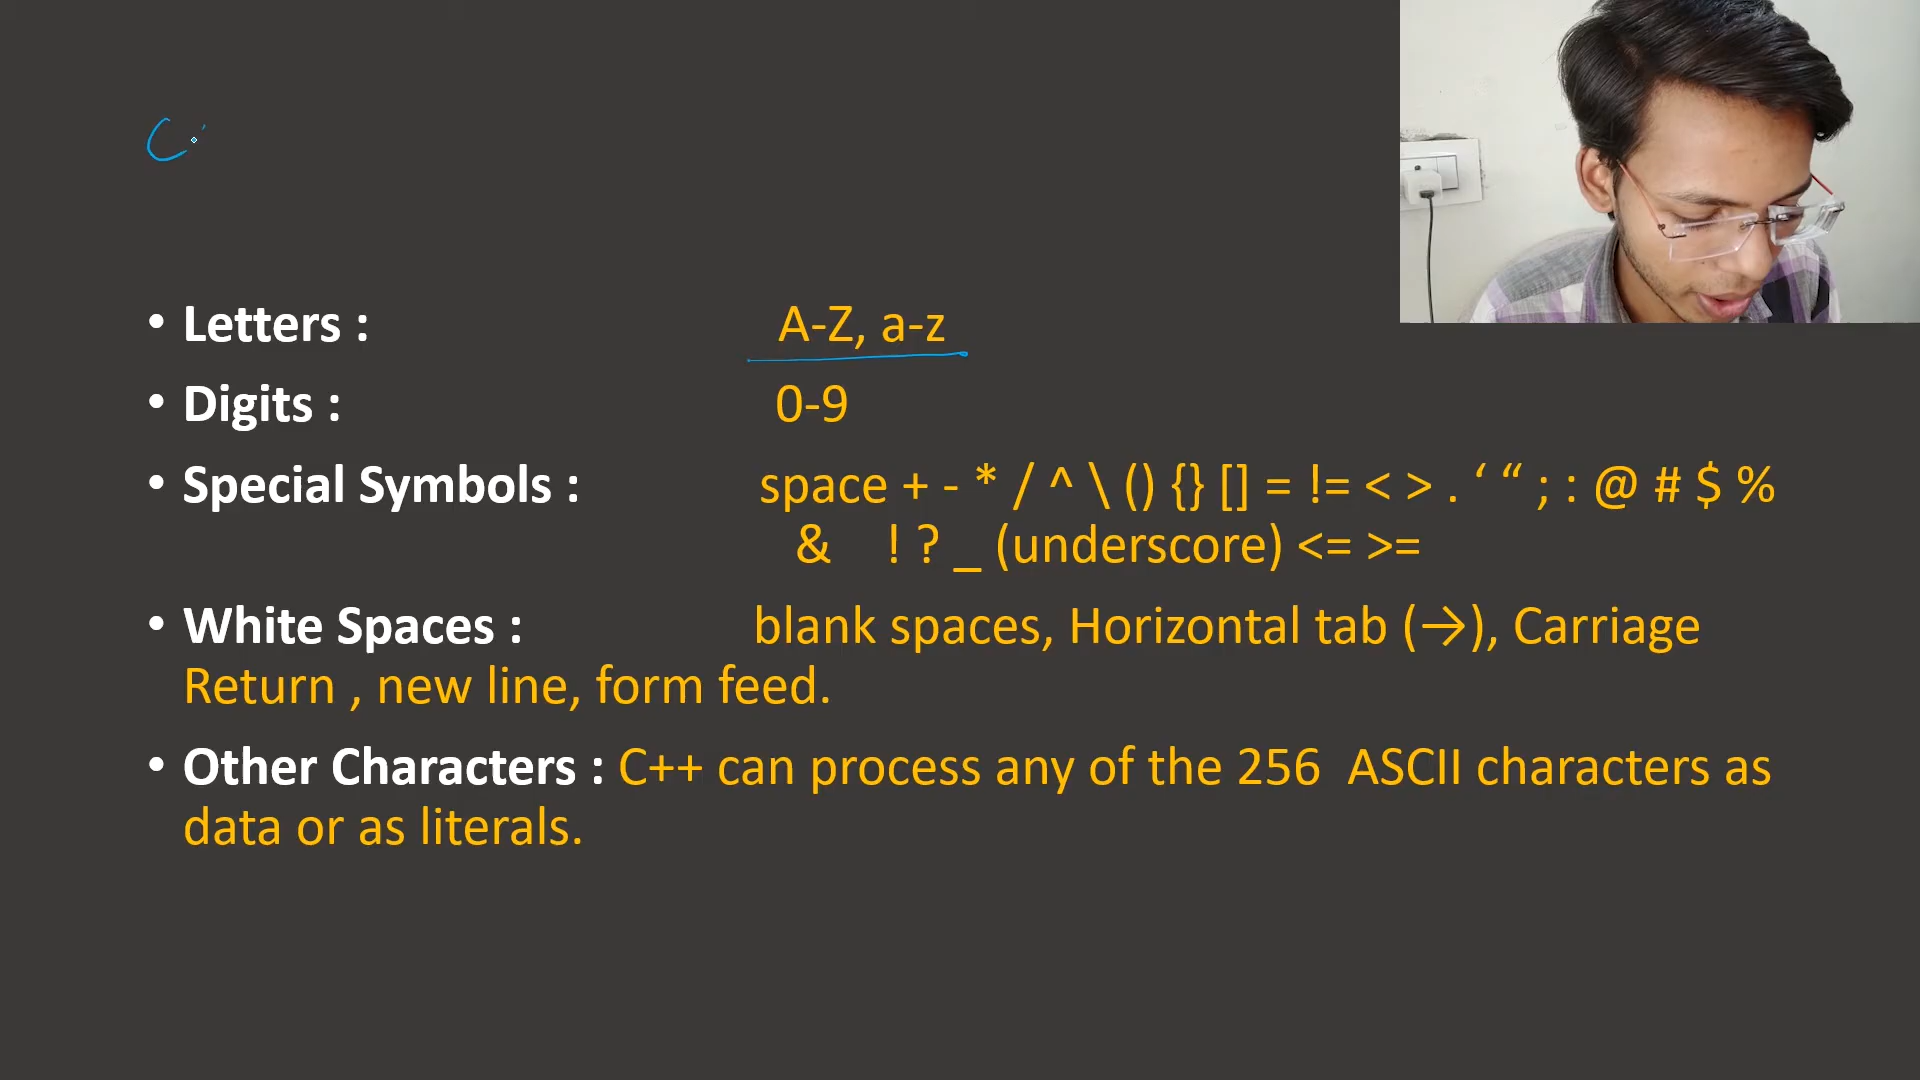 • Letters : A-Z, a-z
• Digits : 0-9
• Special Symbols : space + - * / ^ \ () {} [] = != < > . ‘ “ ; : @ # $ %
& ! ? _ (underscore) <= >=
• White Spaces : blank spaces, Horizontal tab (→), Carriage
Return , new line, form feed.
• Other Characters : C++ can process any of the 256 ASCII characters as
data or as literals.